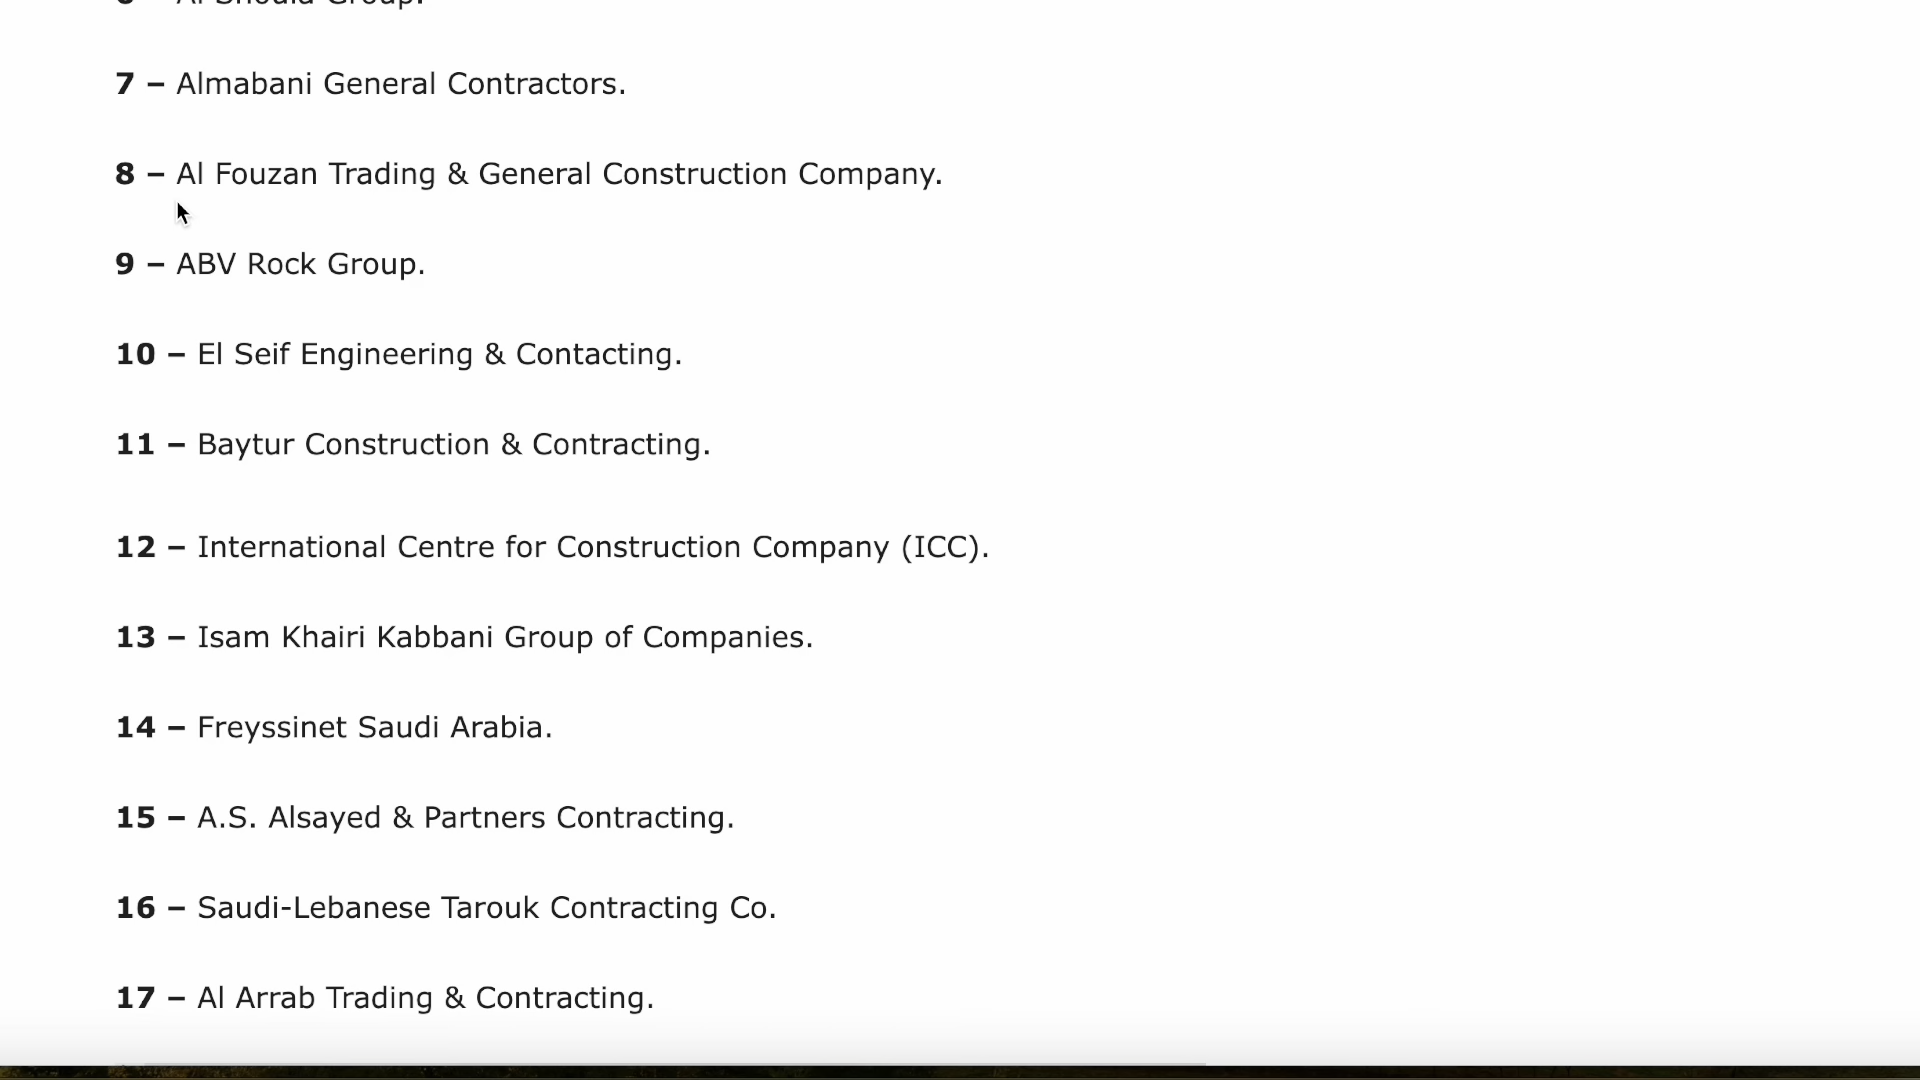 7 – Almabani General Contractors.
8 – Al Fouzan Trading & General Construction Company.
9 – ABV Rock Group.
10 – El Seif Engineering & Contacting.
11 – Baytur Construction & Contracting.
12 – International Centre for Construction Company (ICC).
13 – Isam Khairi Kabbani Group of Companies.
14 – Freyssinet Saudi Arabia.
15 – A.S. Alsayed & Partners Contracting.
16 – Saudi-Lebanese Tarouk Contracting Co.
17 – Al Arrab Trading & Contracting.